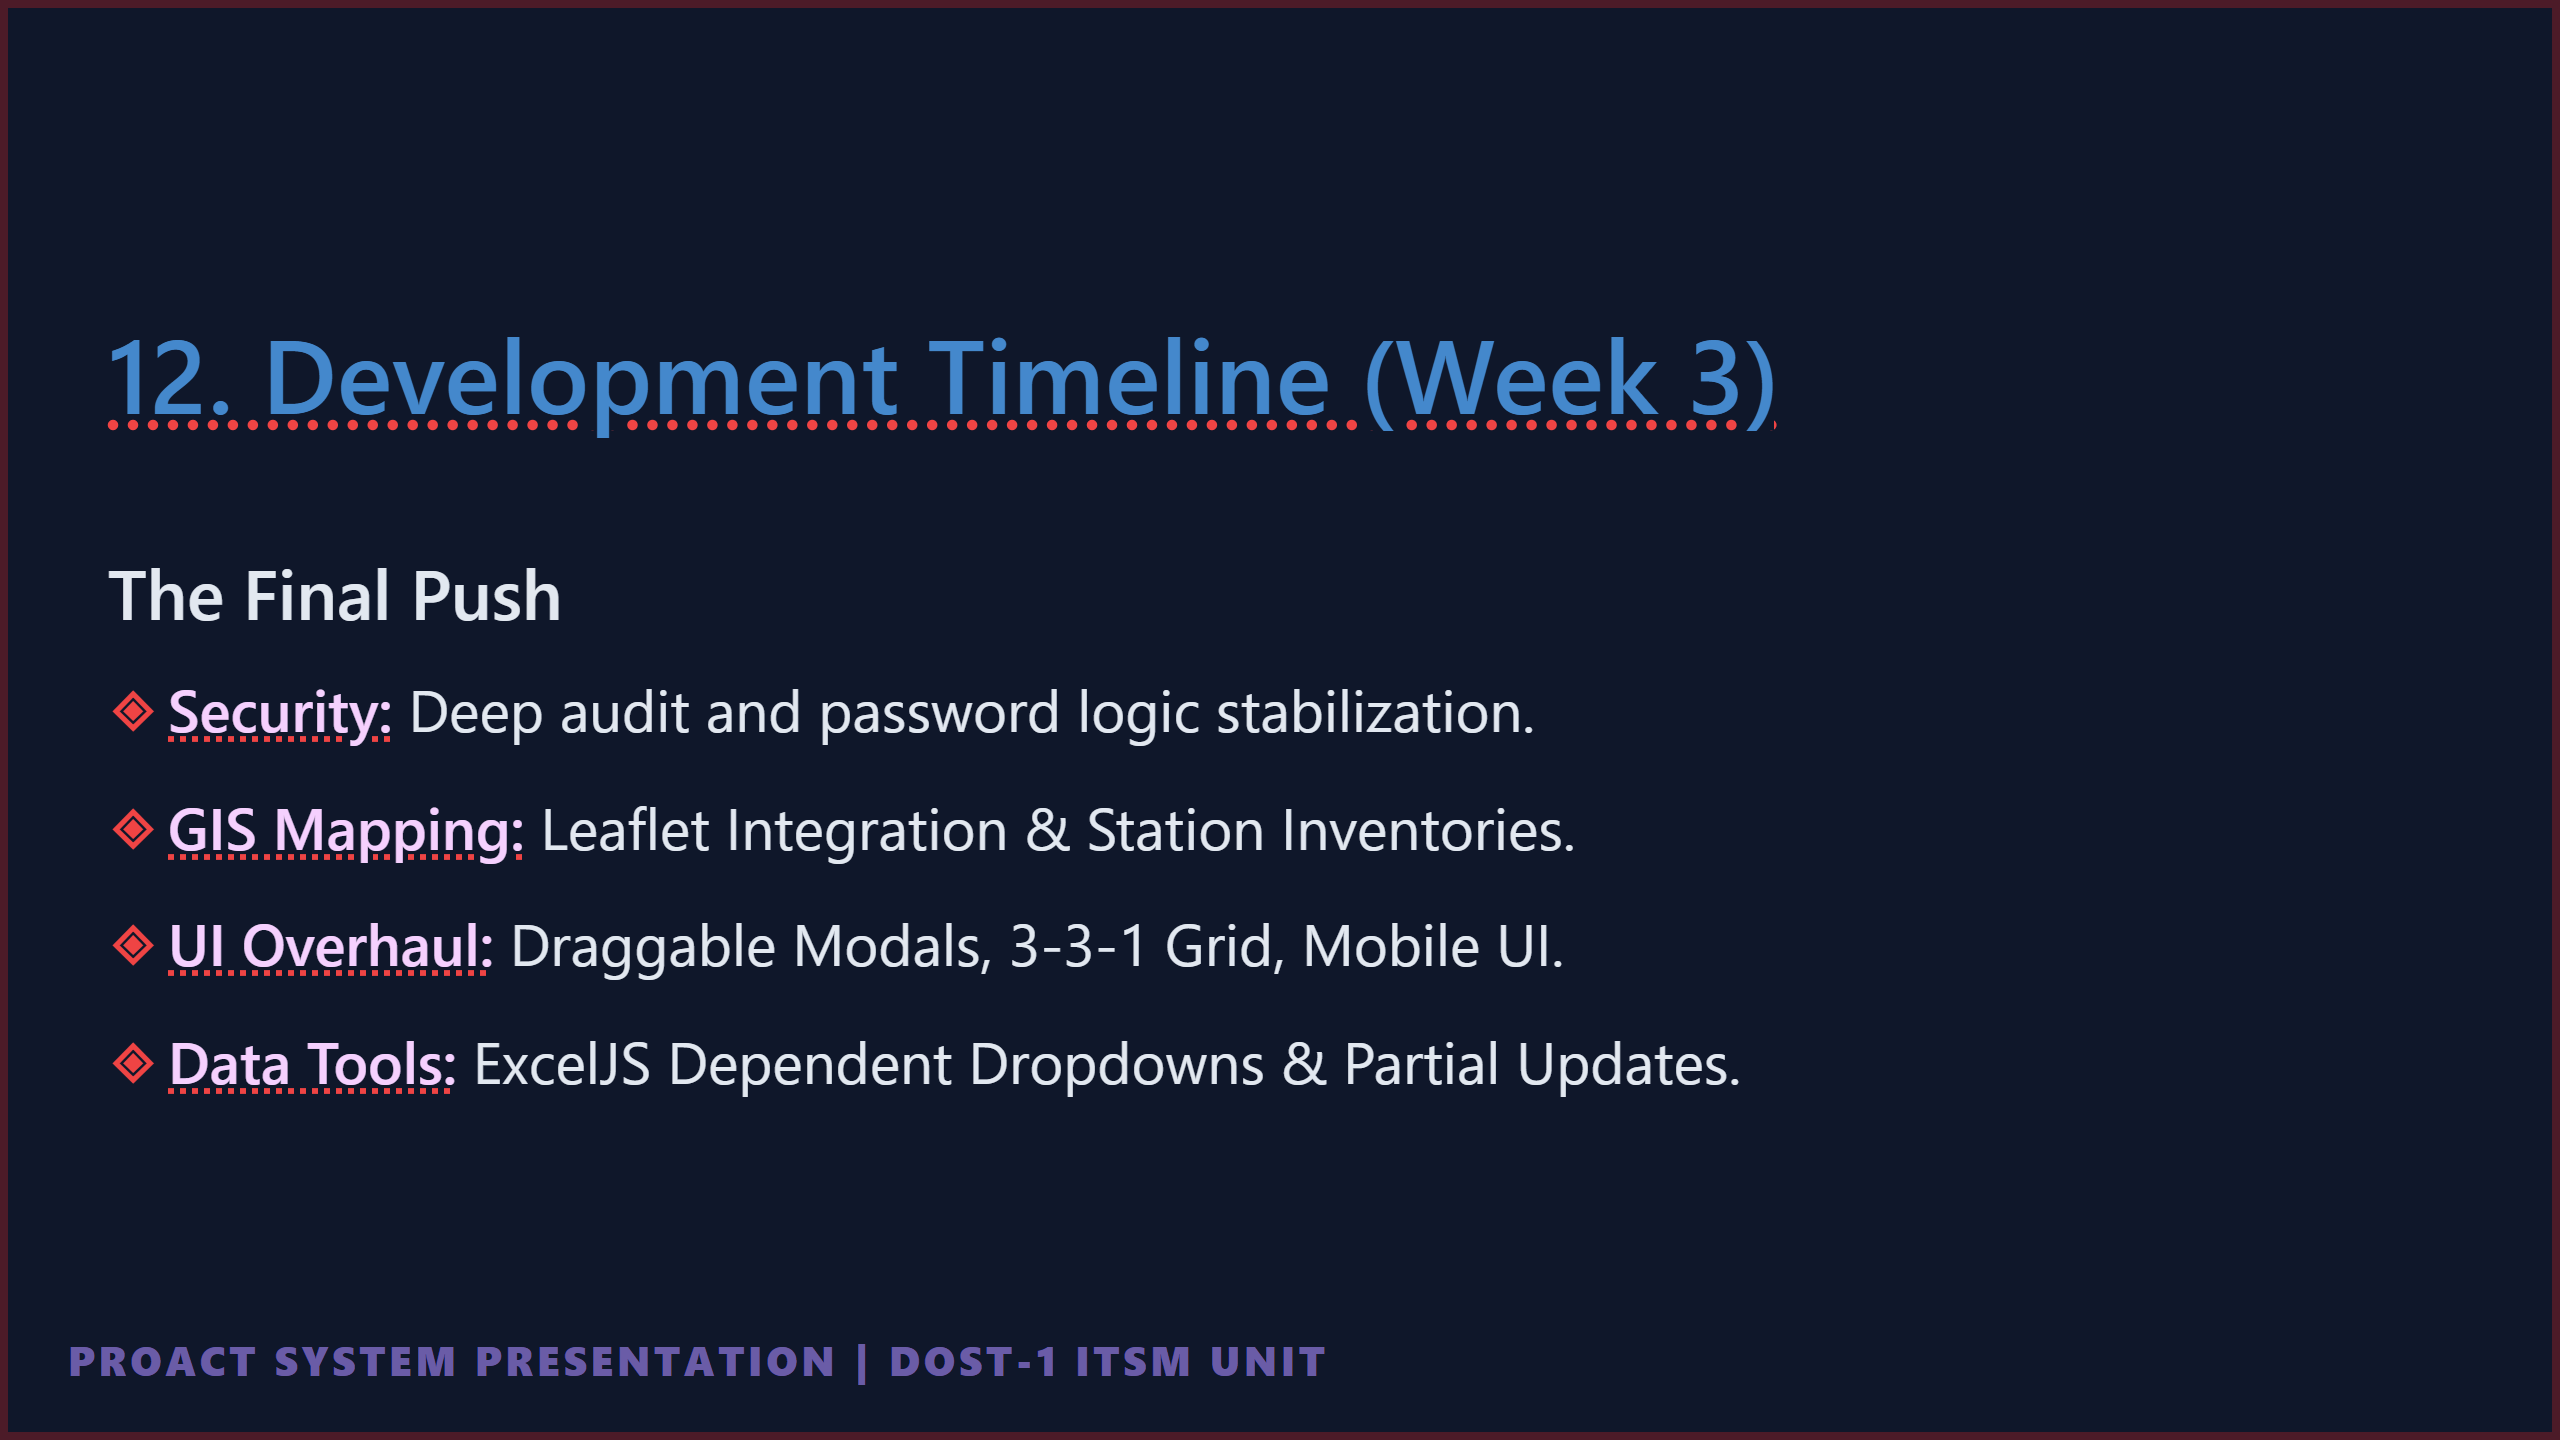 12. Development Timeline (Week 3)
The Final Push
Security: Deep audit and password logic stabilization.
GIS Mapping: Leaflet Integration & Station Inventories.
UI Overhaul: Draggable Modals, 3-3-1 Grid, Mobile UI.
Data Tools: ExcelJS Dependent Dropdowns & Partial Updates.
PROACT SYSTEM PRESENTATION | DOST-1 ITSM UNIT